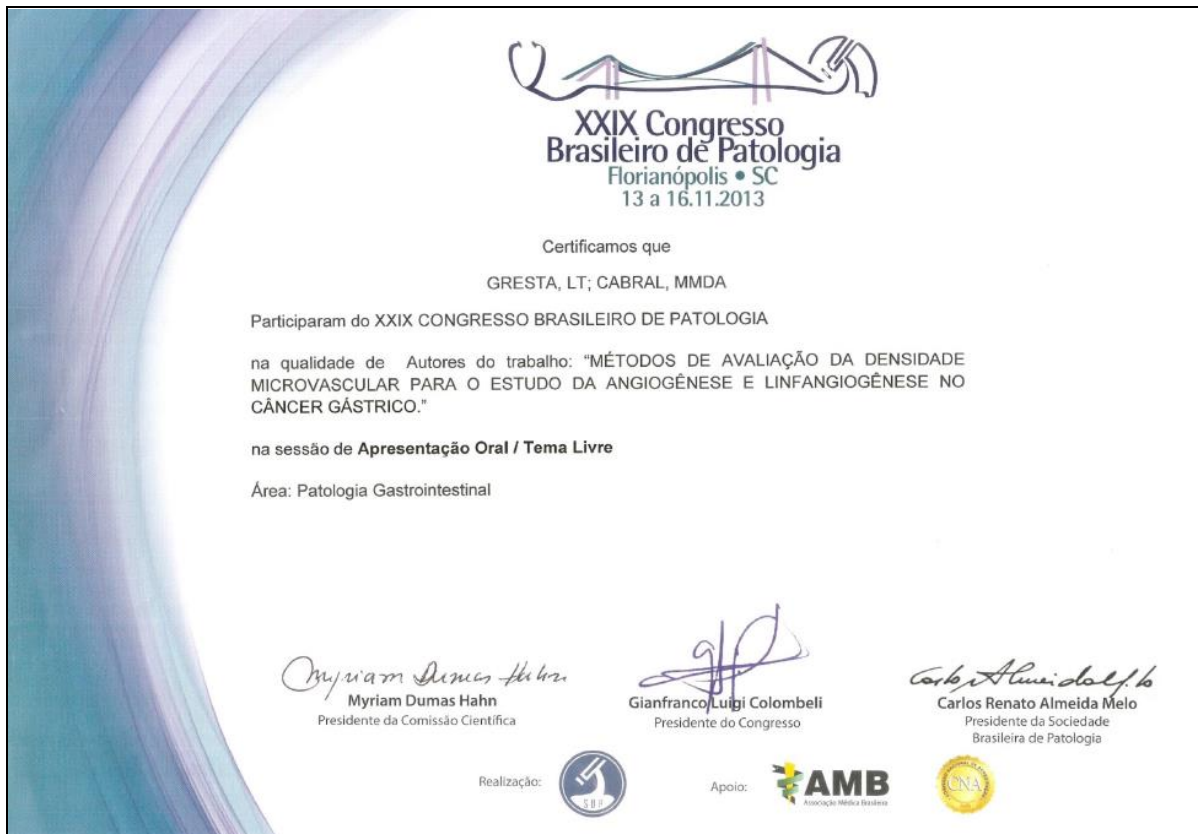 XXIX Congresso
Brasileiro de Patologia
Florianópolis • SC
13 a 16.11.2013
Certificamos que
GRESTA, LT; CABRAL, MMDA
Participaram do XXIX CONGRESSO BRASILEIRO DE PATOLOGIA
na qualidade de Autores do trabalho: “MÉTODOS DE AVALIAÇÃO DA DENSIDADE
MICROVASCULAR PARA O ESTUDO DA ANGIOGÊNESE E LINFANGIOGÊNESE NO
CÂNCER GÁSTRICO.”
na sessão de Apresentação Oral / Tema Livre
Área: Patologia Gastrointestinal
Myriam Dumas Hahn
Myriam Dumas Hahn
Presidente da Comissão Científica
Gianfranco Luigi Colombeli
Presidente do Congresso
Carlos Renato Almeida Melo
Presidente da Sociedade
Brasileira de Patologia
Realização:
SBP
Apoio:
AMB
Associação Médica Brasileira
CNA